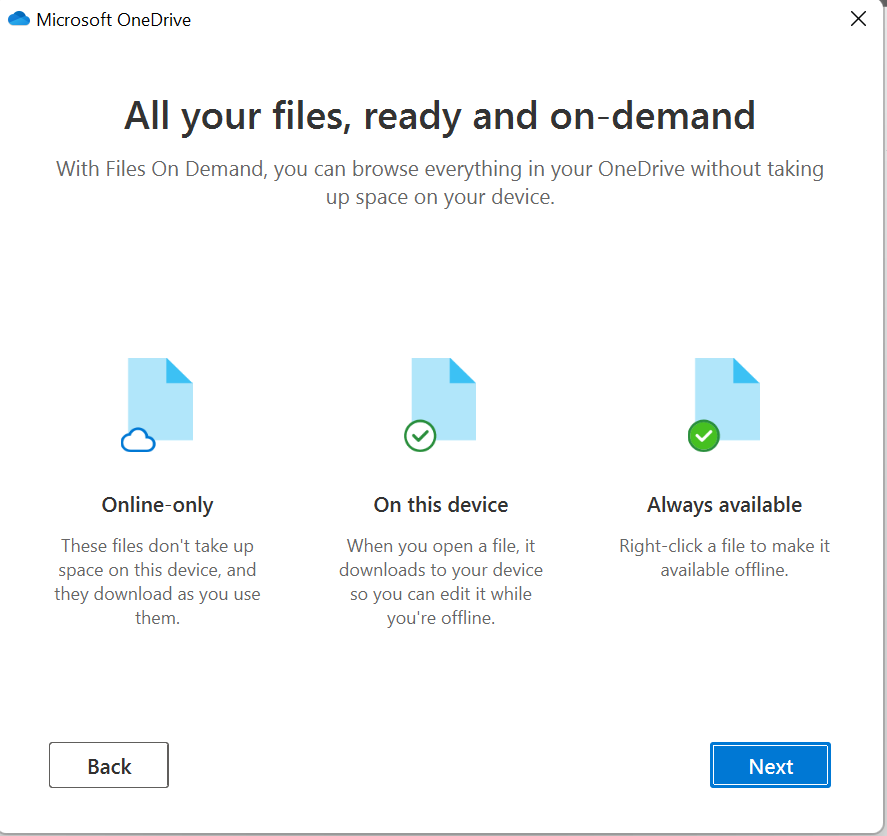 Microsoft OneDrive
All your files, ready and on-demand
With Files On Demand, you can browse everything in your OneDrive without taking
up space on your device.
Online-only
These files don't take up
space on this device, and
they download as you use
them.
On this device
When you open a file, it
downloads to your device
so you can edit it while
you're offline.
Always available
Right-click a file to make it
available offline.
Back
Next